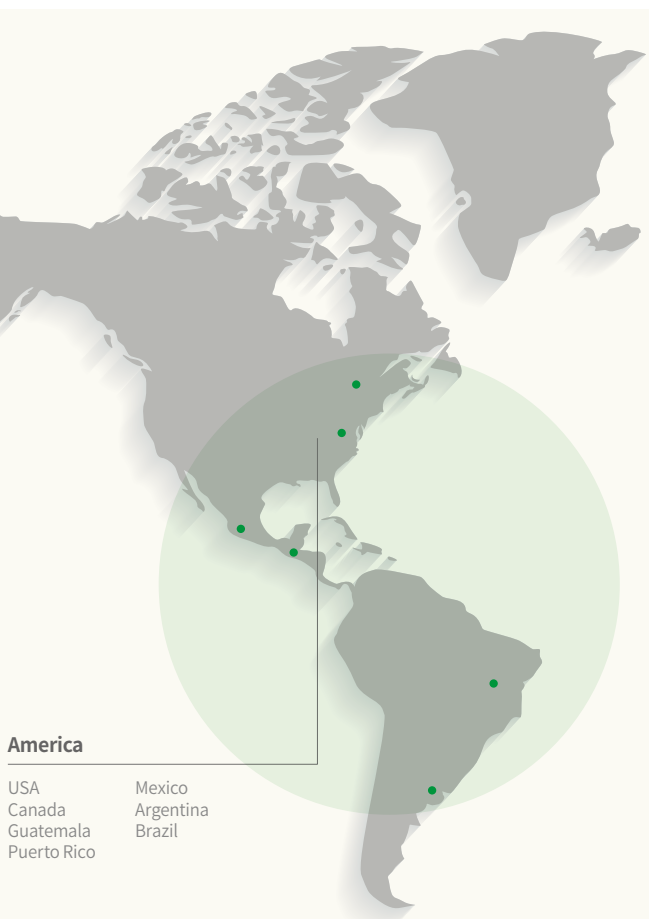 America
USA
Canada
Guatemala
Puerto Rico
Mexico
Argentina
Brazil